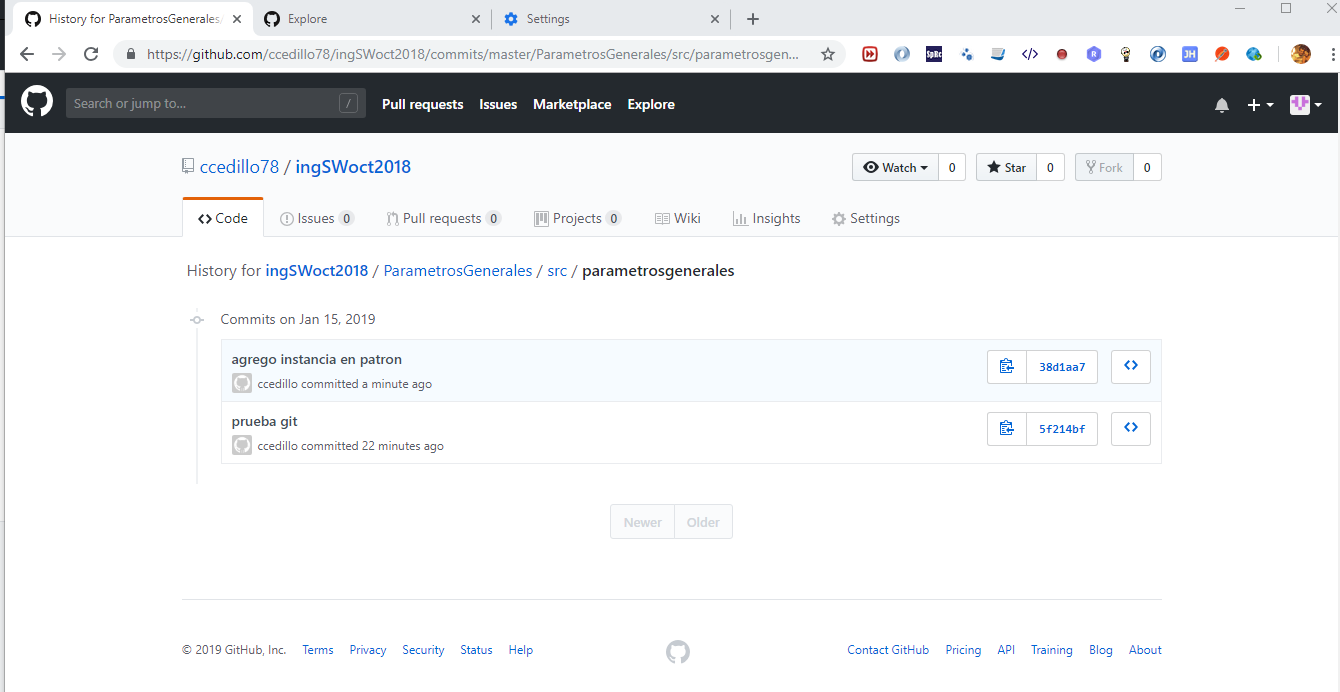 History for ParametrosGenerales,
Explore
Settings
https://github.com/ccedillo78/ingSWoct2018/commits/master/ParametrosGenerales/src/parametrosgen...
SpRc
R
JH
Search or jump to...
/
Pull requests Issues Marketplace Explore
ccedillo78 / ingSWoct2018
Watch 0 Star 0 Fork 0
Code Issues 0 Pull requests 0 Projects 0 Wiki Insights Settings
History for ingSWoct2018 / ParametrosGenerales / src / parametrosgenerales
Commits on Jan 15, 2019
agrego instancia en patron
38d1aa7
ccedillo committed a minute ago
prueba git
5f214bf
ccedillo committed 22 minutes ago
Newer Older
© 2019 GitHub, Inc. Terms Privacy Security Status Help Contact GitHub Pricing API Training Blog About